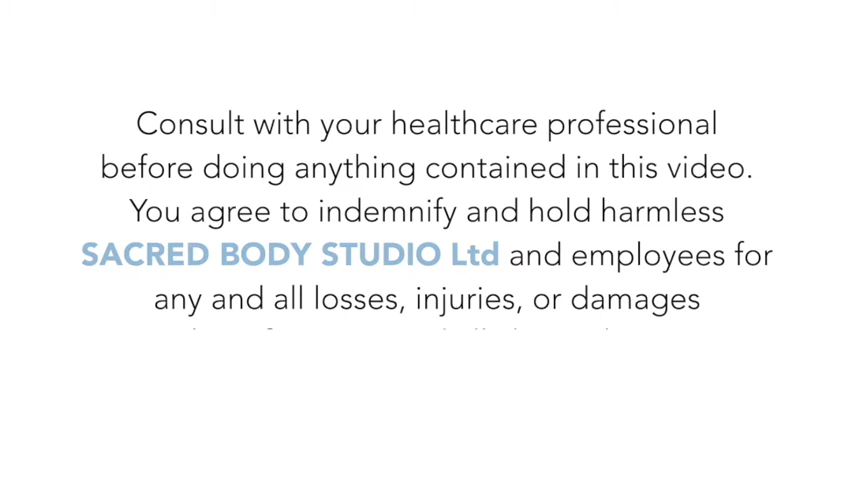 Consult with your healthcare professional
before doing anything contained in this video.
You agree to indemnify and hold harmless
SACRED BODY STUDIO Ltd and employees for
any and all losses, injuries, or damages